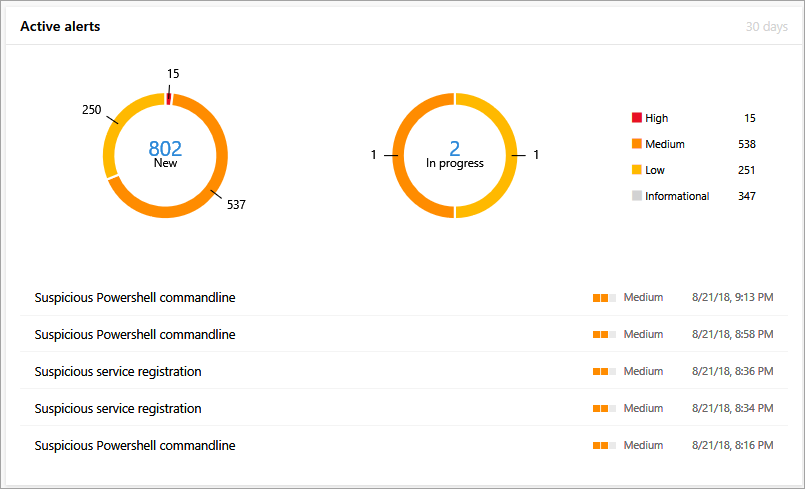 Active alerts 30 days
15
250
802
New
537
1
2
In progress
1
High 15
Medium 538
Low 251
Informational 347
Suspicious Powershell commandline Medium 8/21/18, 9:13 PM
Suspicious Powershell commandline Medium 8/21/18, 8:58 PM
Suspicious service registration Medium 8/21/18, 8:36 PM
Suspicious service registration Medium 8/21/18, 8:34 PM
Suspicious Powershell commandline Medium 8/21/18, 8:16 PM